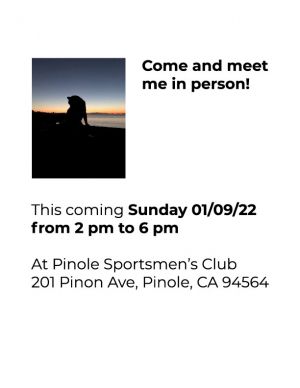 Come and meet
me in person!
This coming Sunday 01/09/22
from 2 pm to 6 pm
At Pinole Sportsmen’s Club
201 Pinon Ave, Pinole, CA 94564